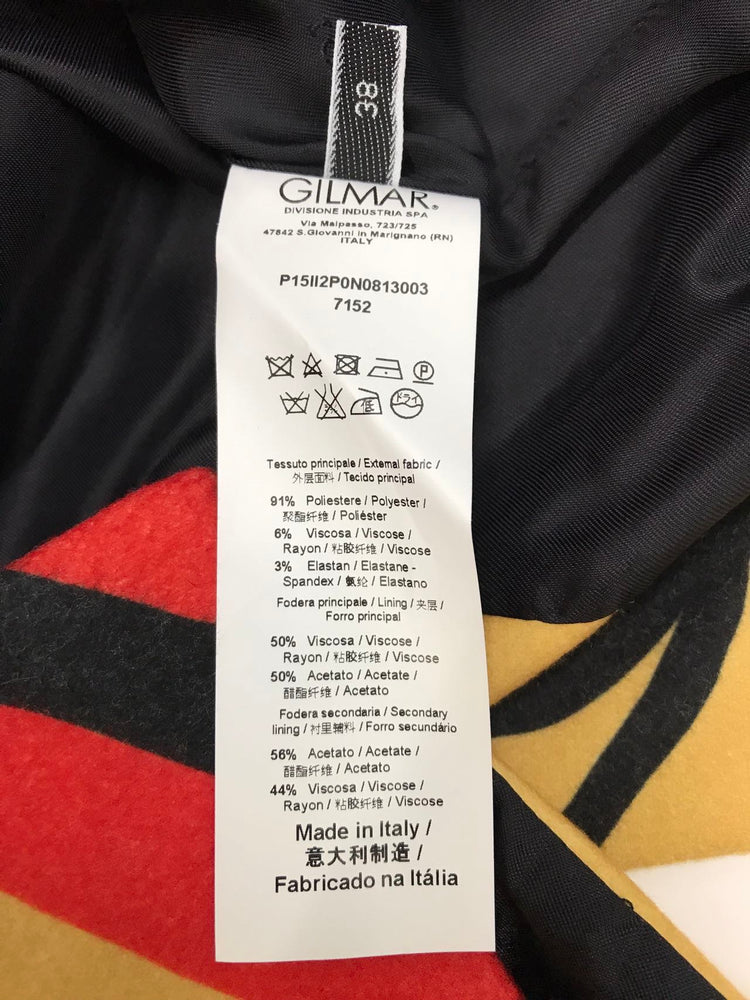 38
GILMAR®
DIVISIONE INDUSTRIA SPA
Via Malpasso, 723/725
47842 S.Giovanni in Marignano (RN)
ITALY
P15II2P0N0813003
7152
P
低 ドライ
Tessuto principale / External fabric /
外层面料 / Tecido principal
91% Poliestere / Polyester /
聚酯纤维 / Poliéster
6% Viscosa / Viscose /
Rayon / 粘胶纤维 / Viscose
3% Elastan / Elastane -
Spandex / 氨纶 / Elastano
Fodera principale / Lining / 夹层 /
Forro principal
50% Viscosa / Viscose /
Rayon / 粘胶纤维 / Viscose
50% Acetato / Acetate /
醋酯纤维 / Acetato
Fodera secondaria / Secondary
lining / 衬里辅料 / Forro secundário
56% Acetato / Acetate /
醋酯纤维 / Acetato
44% Viscosa / Viscose /
Rayon / 粘胶纤维 / Viscose
Made in Italy /
意大利制造 /
Fabricado na Itália